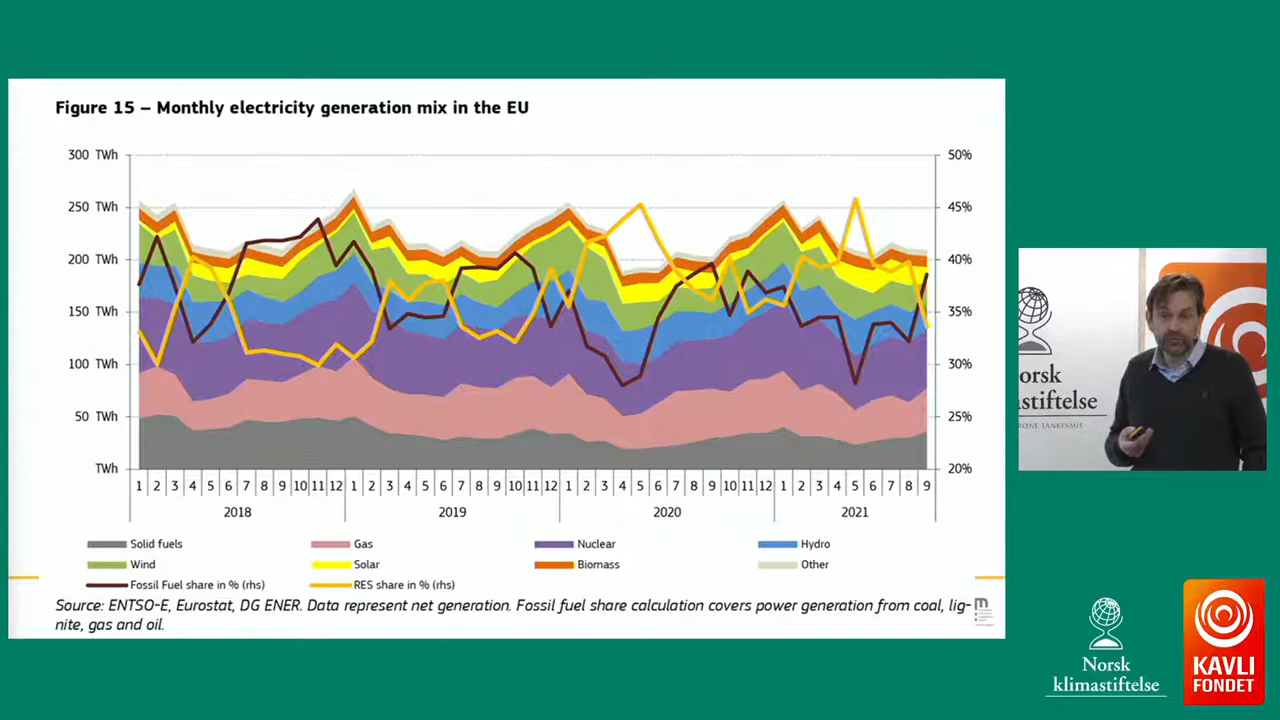 Figure 15 – Monthly electricity generation mix in the EU
300 TWh
250 TWh
200 TWh
150 TWh
100 TWh
50 TWh
TWh
50%
45%
40%
35%
30%
25%
20%
1 2 3 4 5 6 7 8 9 10 11 12 1 2 3 4 5 6 7 8 9 10 11 12 1 2 3 4 5 6 7 8 9 10 11 12 1 2 3 4 5 6 7 8 9
2018 2019 2020 2021
Solid fuels Gas Nuclear Hydro
Wind Solar Biomass Other
Fossil Fuel share in % (rhs) RES share in % (rhs)
Source: ENTSO-E, Eurostat, DG ENER. Data represent net generation. Fossil fuel share calculation covers power generation from coal, lig-
nite, gas and oil.
orsk
astiftelse
Norsk
klimastiftelse
KAVLI
FONDET